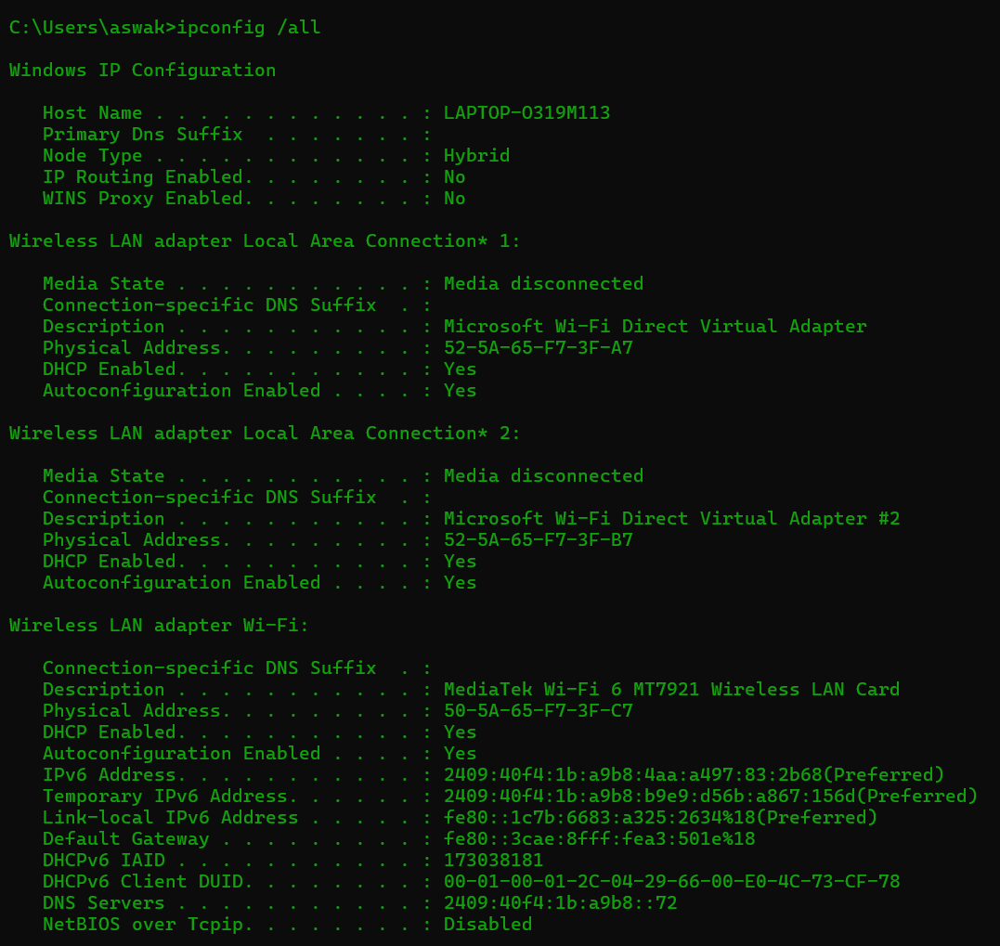 C:\Users\aswak>ipconfig /all
Windows IP Configuration
Host Name . . . . . . . . . . . . : LAPTOP-O319M113
Primary Dns Suffix  . . . . . . . :
Node Type . . . . . . . . . . . . : Hybrid
IP Routing Enabled. . . . . . . . : No
WINS Proxy Enabled. . . . . . . . : No
Wireless LAN adapter Local Area Connection* 1:
Media State . . . . . . . . . . . : Media disconnected
Connection-specific DNS Suffix  . :
Description . . . . . . . . . . . : Microsoft Wi-Fi Direct Virtual Adapter
Physical Address. . . . . . . . . : 52-5A-65-F7-3F-A7
DHCP Enabled. . . . . . . . . . . : Yes
Autoconfiguration Enabled . . . . : Yes
Wireless LAN adapter Local Area Connection* 2:
Media State . . . . . . . . . . . : Media disconnected
Connection-specific DNS Suffix  . :
Description . . . . . . . . . . . : Microsoft Wi-Fi Direct Virtual Adapter #2
Physical Address. . . . . . . . . : 52-5A-65-F7-3F-B7
DHCP Enabled. . . . . . . . . . . : Yes
Autoconfiguration Enabled . . . . : Yes
Wireless LAN adapter Wi-Fi:
Connection-specific DNS Suffix  . :
Description . . . . . . . . . . . : MediaTek Wi-Fi 6 MT7921 Wireless LAN Card
Physical Address. . . . . . . . . : 50-5A-65-F7-3F-C7
DHCP Enabled. . . . . . . . . . . : Yes
Autoconfiguration Enabled . . . . : Yes
IPv6 Address. . . . . . . . . . . : 2409:40f4:1b:a9b8:4aa:a497:83:2b68(Preferred)
Temporary IPv6 Address. . . . . . : 2409:40f4:1b:a9b8:b9e9:d56b:a867:156d(Preferred)
Link-local IPv6 Address . . . . . : fe80::1c7b:6683:a325:2634%18(Preferred)
Default Gateway . . . . . . . . . : fe80::3cae:8fff:fea3:501e%18
DHCPv6 IAID . . . . . . . . . . . : 173038181
DHCPv6 Client DUID. . . . . . . . : 00-01-00-01-2C-04-29-66-00-E0-4C-73-CF-78
DNS Servers . . . . . . . . . . . : 2409:40f4:1b:a9b8::72
NetBIOS over Tcpip. . . . . . . . : Disabled